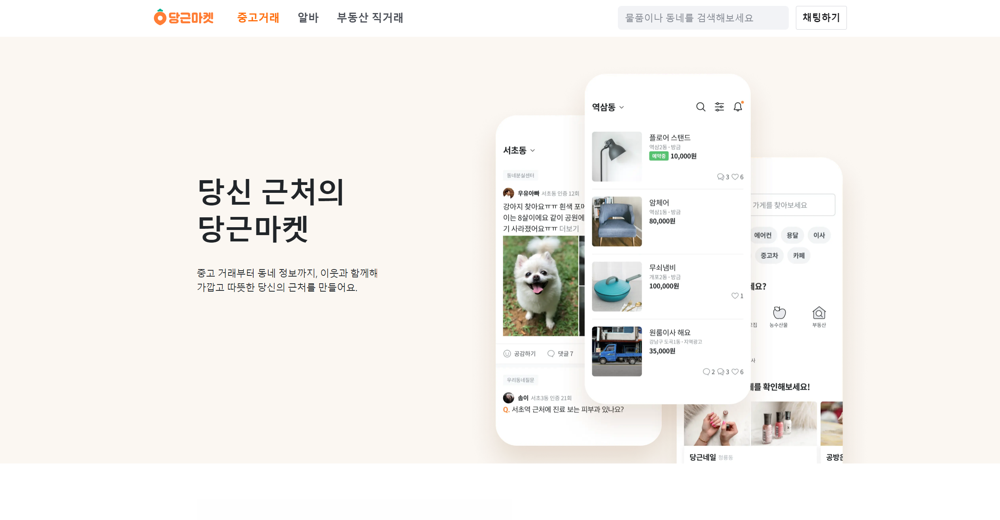 당근마켓
중고거래
알바
부동산 직거래
물품이나 동네를 검색해보세요
채팅하기
당신 근처의
당근마켓
중고 거래부터 동네 정보까지, 이웃과 함께해
가깝고 따뜻한 당신의 근처를 만들어요.
서초동
동네분실센터
우유아빠 서초동 인증 12회
강아지 찾아요ㅠㅠ 흰색 포메
이는 8살이에요 같이 공원에
기 사라졌어요ㅠㅠ 더보기
공감하기 댓글 7
우리동네질문
솜이 서초3동 인증 21회
Q. 서초역 근처에 진료 보는 피부과 있나요?
역삼동
플로어 스탠드
역삼2동 · 방금
예약중 10,000원
3 6
암체어
역삼1동 · 방금
80,000원
무쇠냄비
개포2동 · 방금
100,000원
1
원룸이사 해요
강남구 도곡1동 · 지역광고
35,000원
2 3 6
가게를 찾아보세요
에어컨 용달 이사
중고차 카페
세요?
농수산물 부동산
사
를 확인해보세요!
당근네일 청룡동
공방은